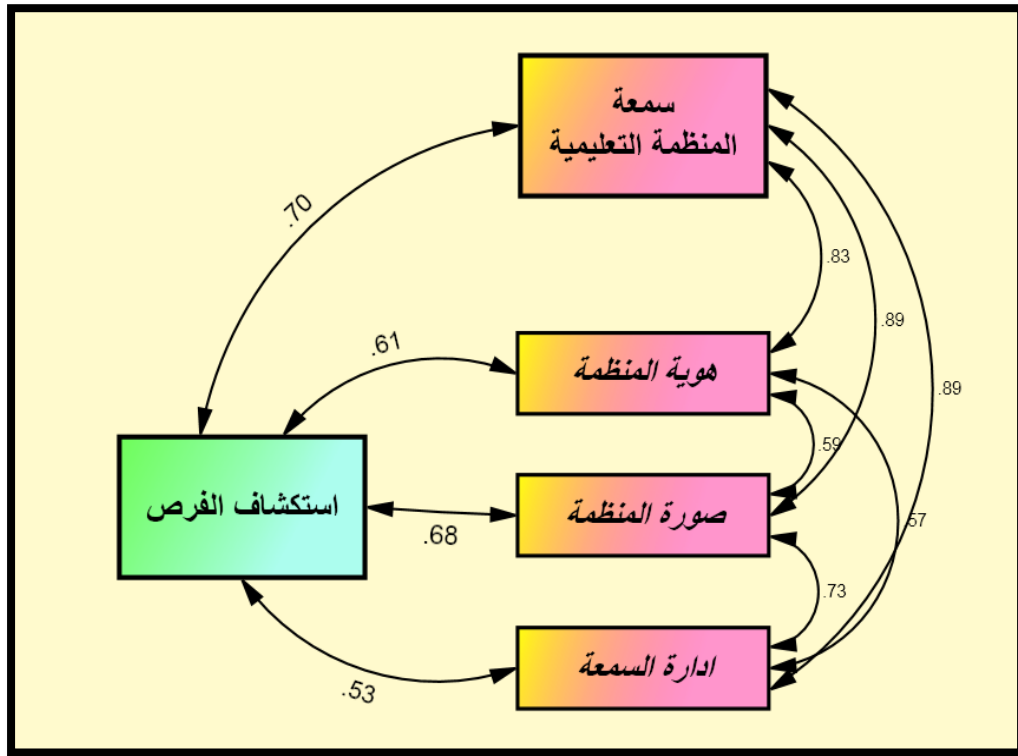 سمعة
المنظمة التعليمية
.70
.83
.89
.61
هوية المنظمة
.89
.59
استكشاف الفرص
صورة المنظمة
.68
.57
.73
ادارة السمعة
.53